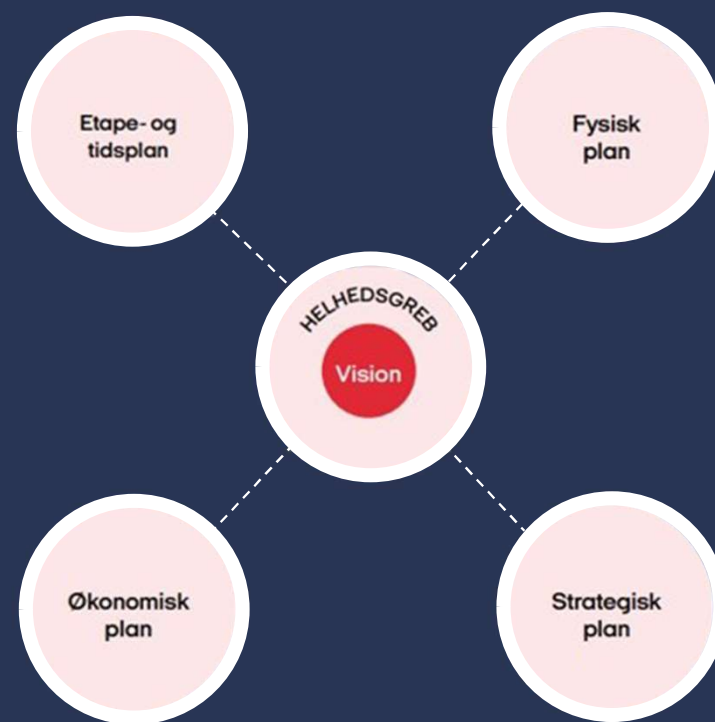 Etape- og
tidsplan
Fysisk
plan
HELHEDSGREB
Vision
Økonomisk
plan
Strategisk
plan